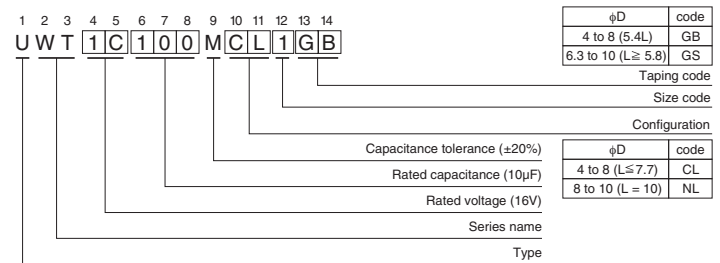 1 2 3 4 5 6 7 8 9 10 11 12 13 14
U W T 1 C 1 0 0 M C L 1 G B
ϕD code
4 to 8 (5.4L) GB
6.3 to 10 (L≧ 5.8) GS
Taping code
Size code
Configuration
ϕD code
4 to 8 (L≦7.7) CL
8 to 10 (L = 10) NL
Capacitance tolerance (±20%)
Rated capacitance (10µF)
Rated voltage (16V)
Series name
Type